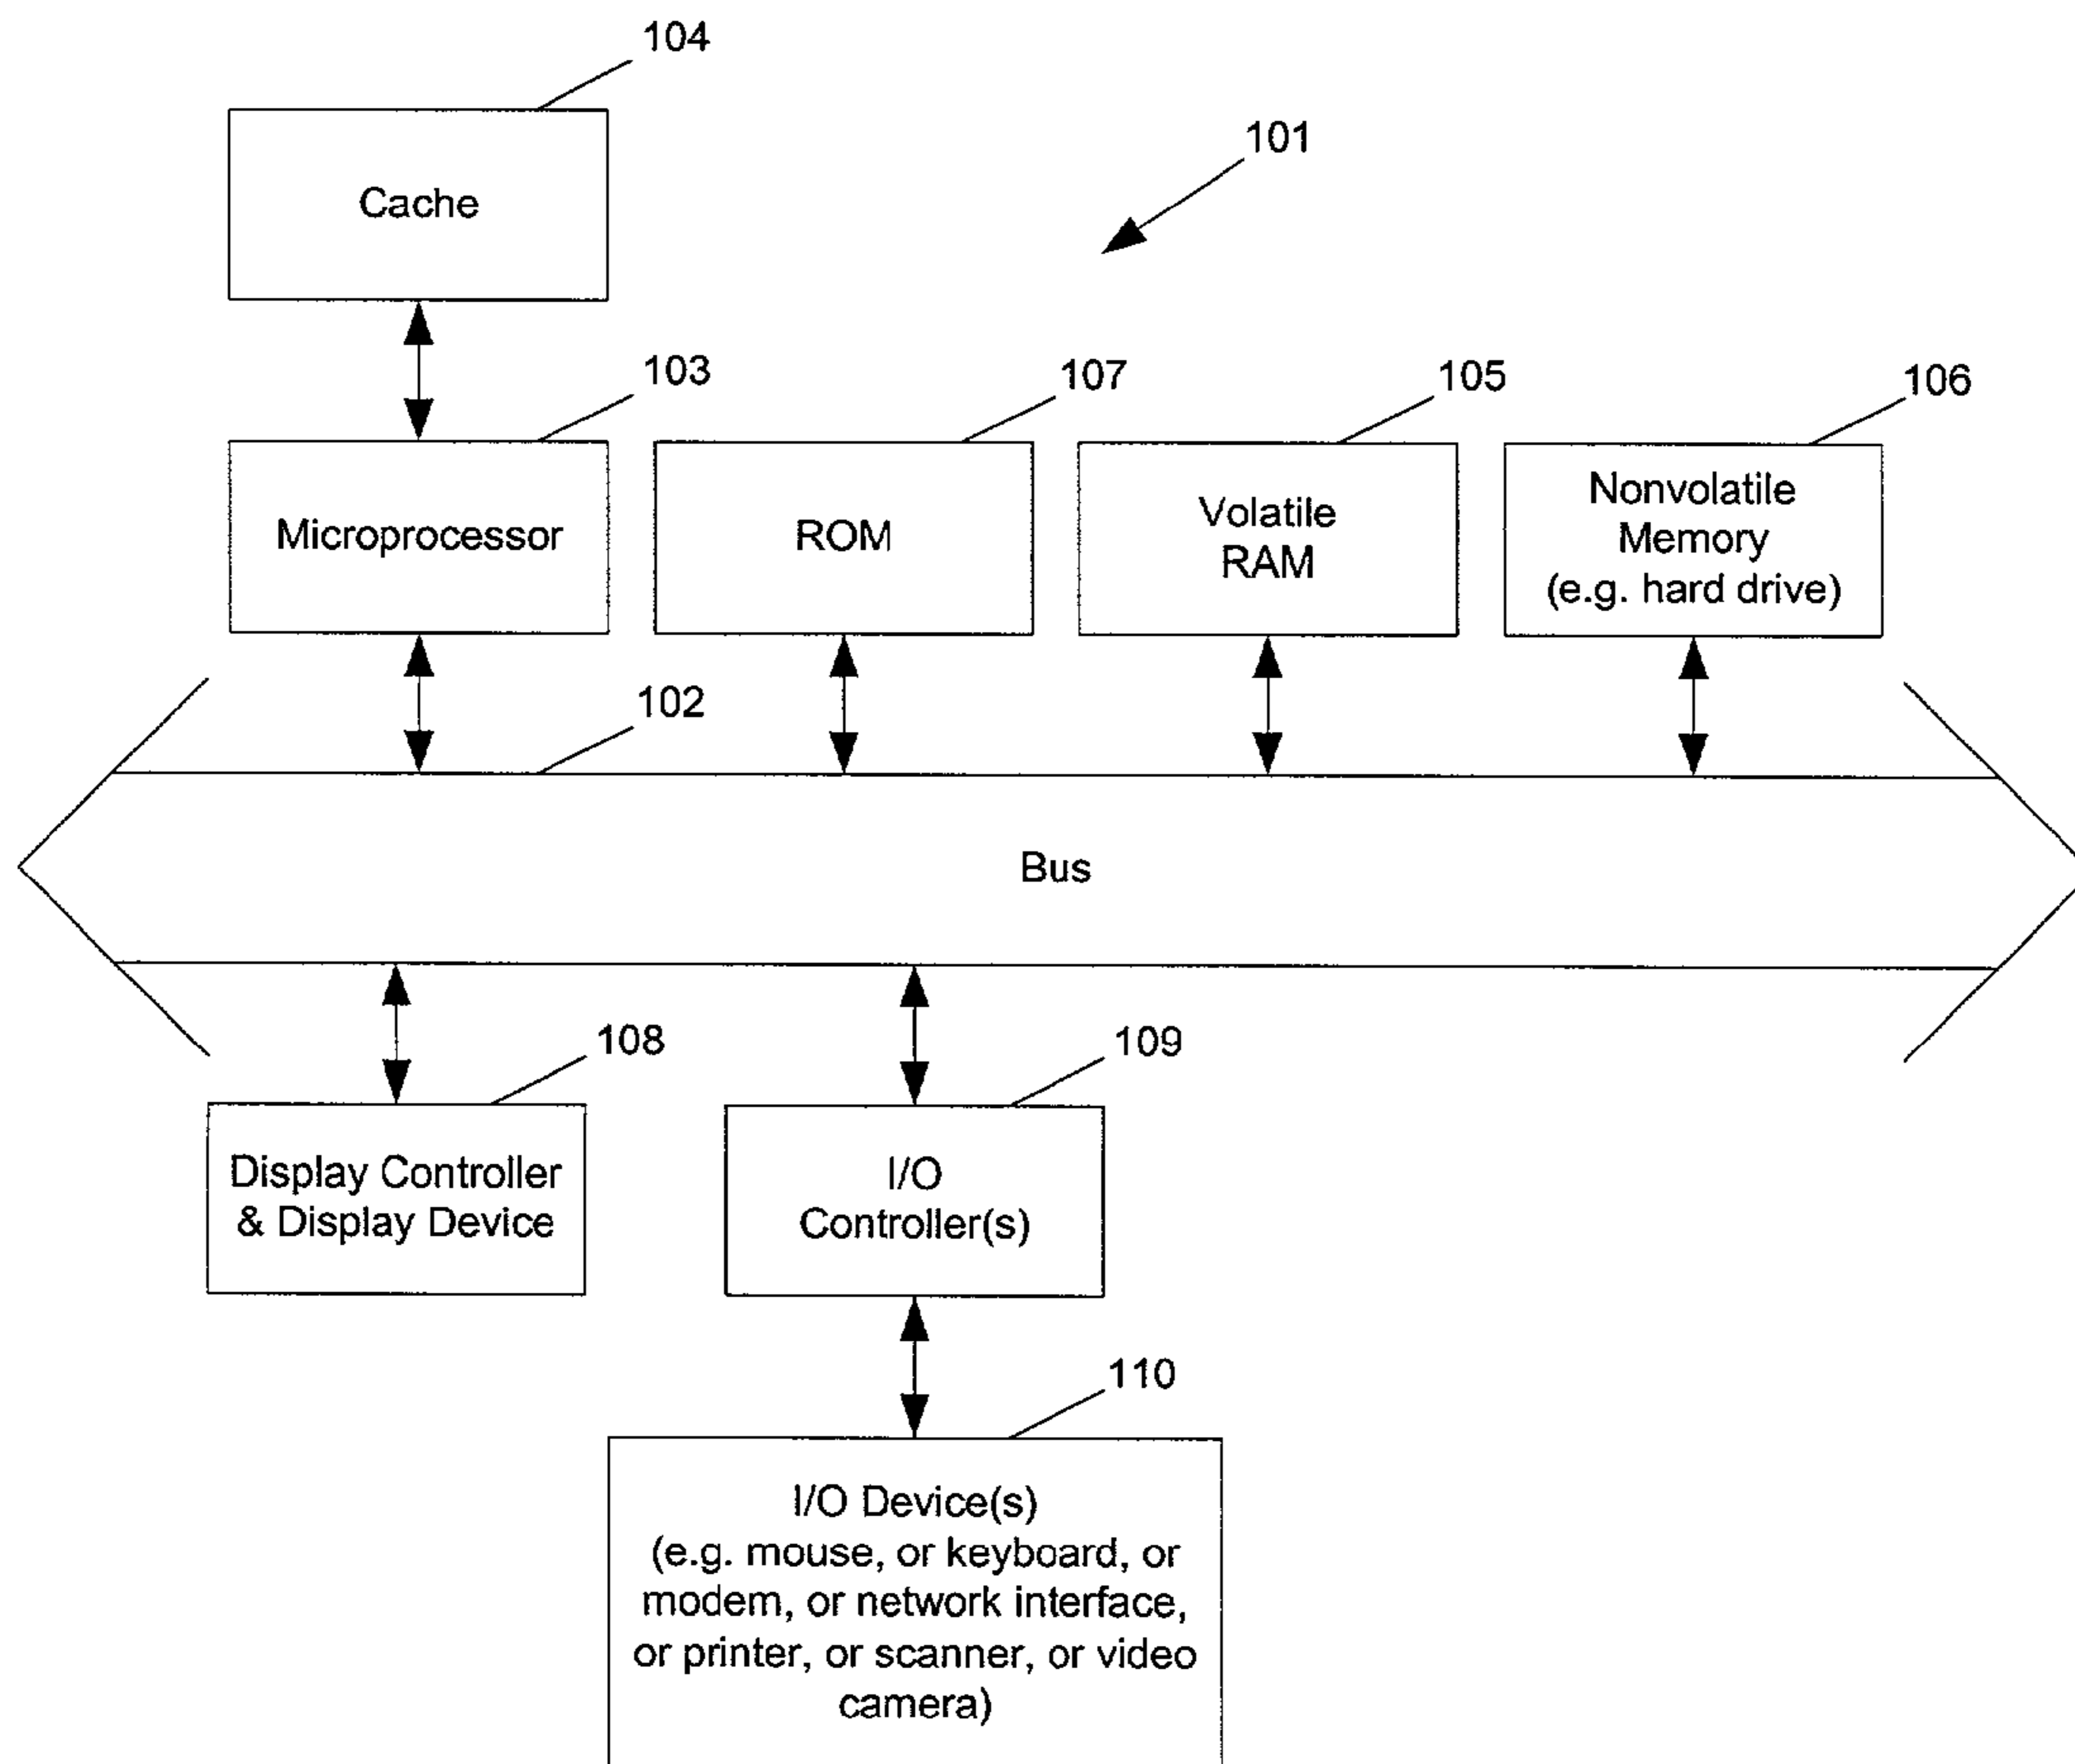 104
Cache
101
103
Microprocessor
107
ROM
105
Volatile
RAM
106
Nonvolatile
Memory
(e.g. hard drive)
102
Bus
108
Display Controller
& Display Device
109
I/O
Controller(s)
110
I/O Device(s)
(e.g. mouse, or keyboard, or
modem, or network interface,
or printer, or scanner, or video
camera)